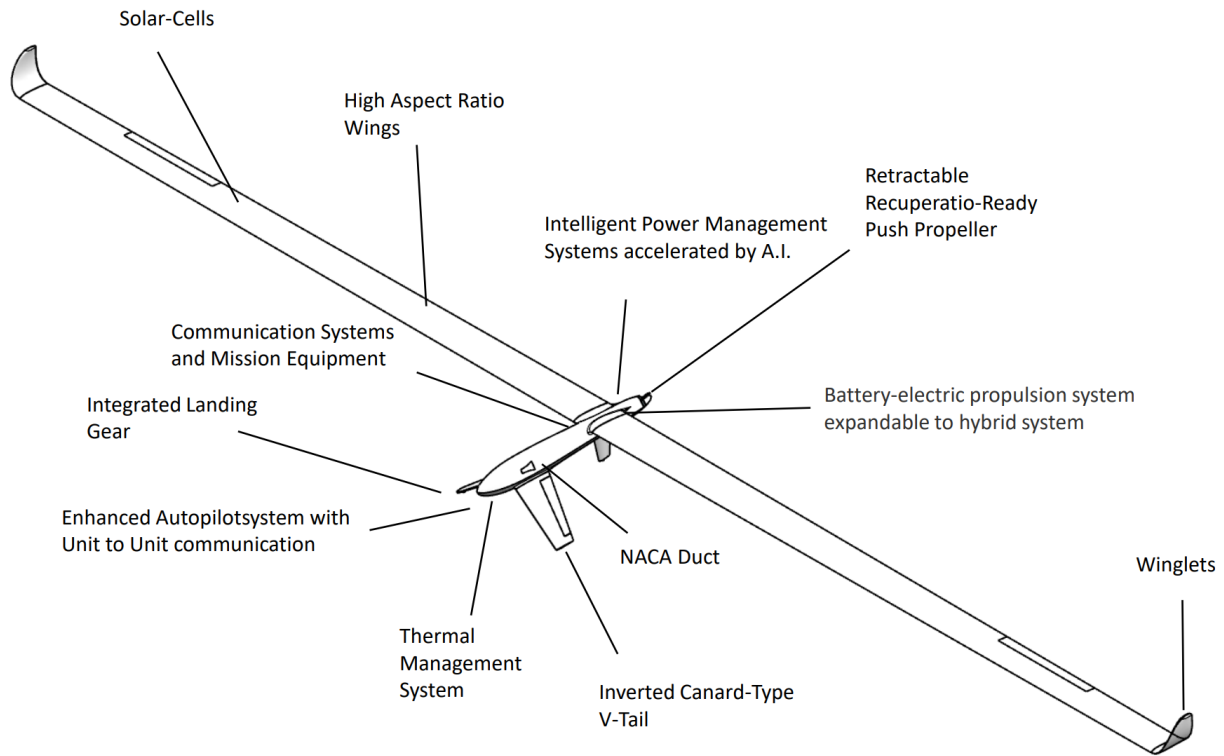 Solar-Cells
High Aspect Ratio
Wings
Retractable
Recuperatio-Ready
Push Propeller
Intelligent Power Management
Systems accelerated by A.I.
Communication Systems
and Mission Equipment
Battery-electric propulsion system
expandable to hybrid system
Integrated Landing
Gear
Enhanced Autopilotsystem with
Unit to Unit communication
NACA Duct
Winglets
Thermal
Management
System
Inverted Canard-Type
V-Tail